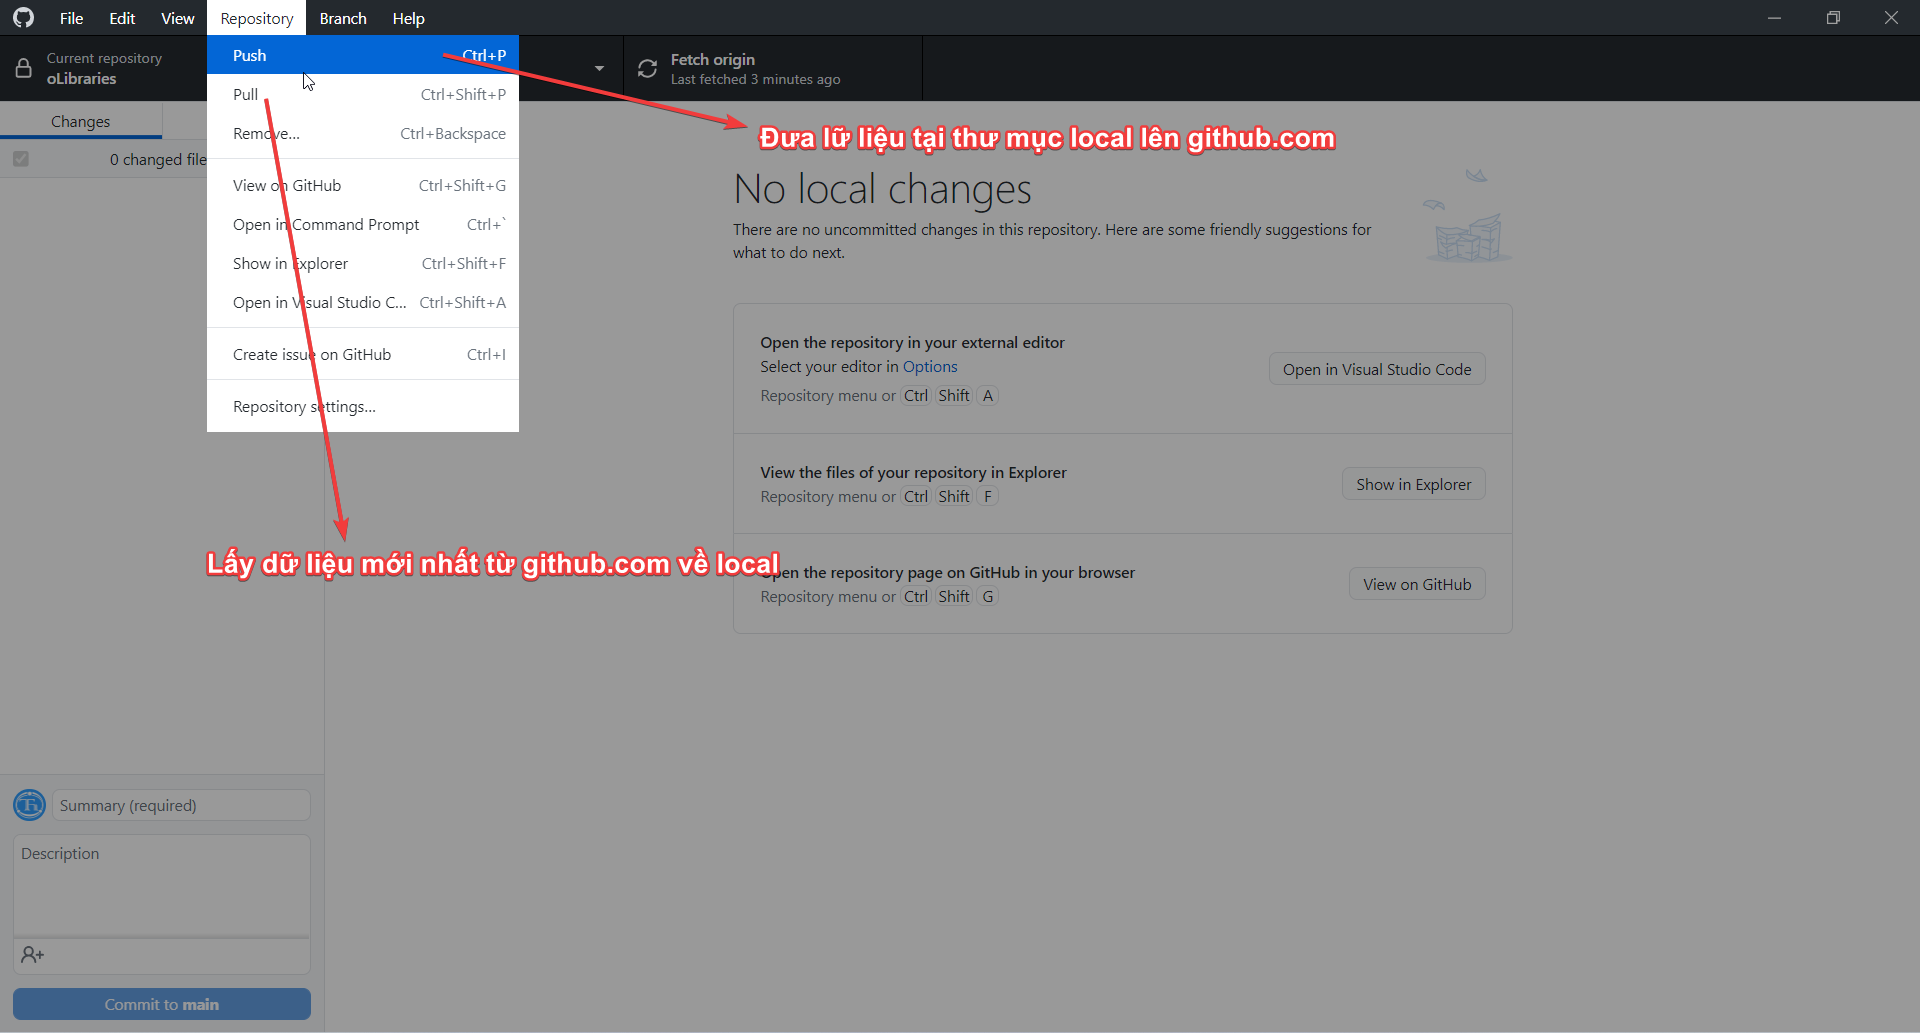 File Edit View Repository Branch Help
Current repository
oLibraries
Fetch origin
Last fetched 3 minutes ago
Push Ctrl+P
Pull Ctrl+Shift+P
Remove... Ctrl+Backspace
View on GitHub Ctrl+Shift+G
Open in Command Prompt Ctrl+`
Show in Explorer Ctrl+Shift+F
Open in Visual Studio C... Ctrl+Shift+A
Create issue on GitHub Ctrl+I
Repository settings...
Changes
0 changed file
Đưa lữ liệu tại thư mục local lên github.com
No local changes
There are no uncommitted changes in this repository. Here are some friendly suggestions for
what to do next.
Open the repository in your external editor
Select your editor in Options
Repository menu or Ctrl Shift A
Open in Visual Studio Code
View the files of your repository in Explorer
Repository menu or Ctrl Shift F
Show in Explorer
Lấy dữ liệu mới nhất từ github.com về local
Open the repository page on GitHub in your browser
Repository menu or Ctrl Shift G
View on GitHub
Summary (required)
Description
Commit to main